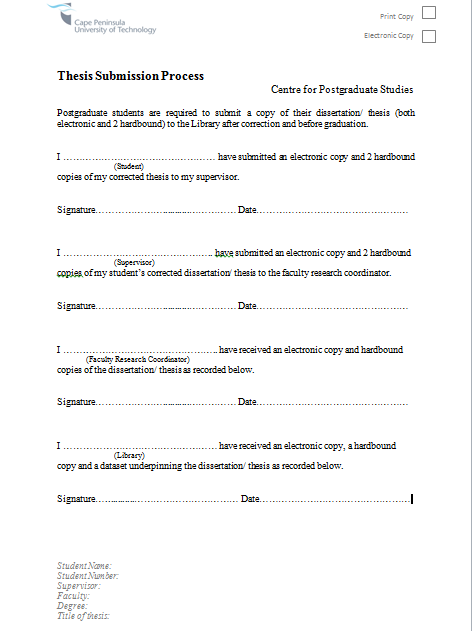 Cape Peninsula
University of Technology
Print Copy
Electronic Copy
Thesis Submission Process
Centre for Postgraduate Studies
Postgraduate students are required to submit a copy of their dissertation/ thesis (both
electronic and 2 hardbound) to the Library after correction and before graduation.
I ………………………………………… have submitted an electronic copy and 2 hardbound
(Student)
copies of my corrected thesis to my supervisor.
Signature……………………………………… Date…………………………………………
I ………………………………………… have submitted an electronic copy and 2 hardbound
(Supervisor)
copies of my student’s corrected dissertation/ thesis to the faculty research coordinator.
Signature……………………………………… Date…………………………………………
I ………………………………………… have received an electronic copy and hardbound
(Faculty Research Coordinator)
copies of the dissertation/ thesis as recorded below.
Signature……………………………………… Date…………………………………………
I ………………………………………… have received an electronic copy, a hardbound
(Library)
copy and a dataset underpinning the dissertation/ thesis as recorded below.
Signature……………………………………… Date…………………………………………
Student Name:
Student Number:
Supervisor:
Faculty:
Degree:
Title of thesis: